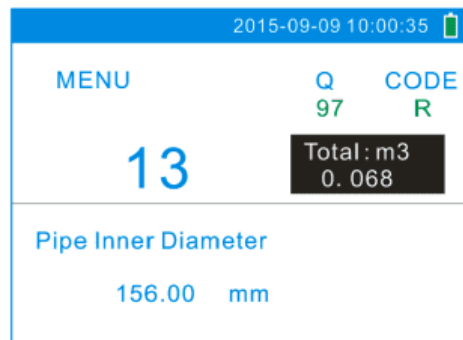 2015-09-09 10:00:35
MENU Q CODE
97 R
13
Total: m3
0.068
Pipe Inner Diameter
156.00 mm